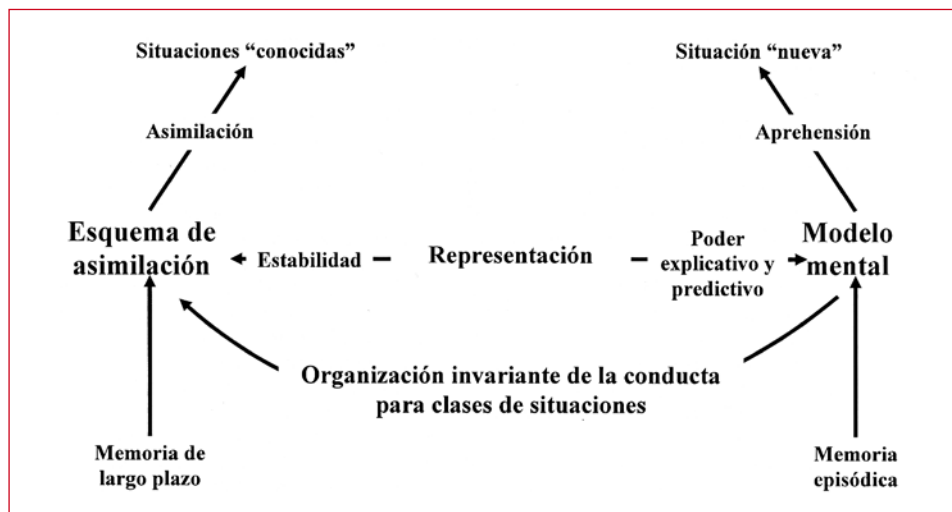 Situaciones “conocidas”
Situación “nueva”
Asimilación
Aprehensión
Esquema de
asimilación
Estabilidad
Representación
Poder
explicativo y
predictivo
Modelo
mental
Organización invariante de la conducta
para clases de situaciones
Memoria de
largo plazo
Memoria
episódica